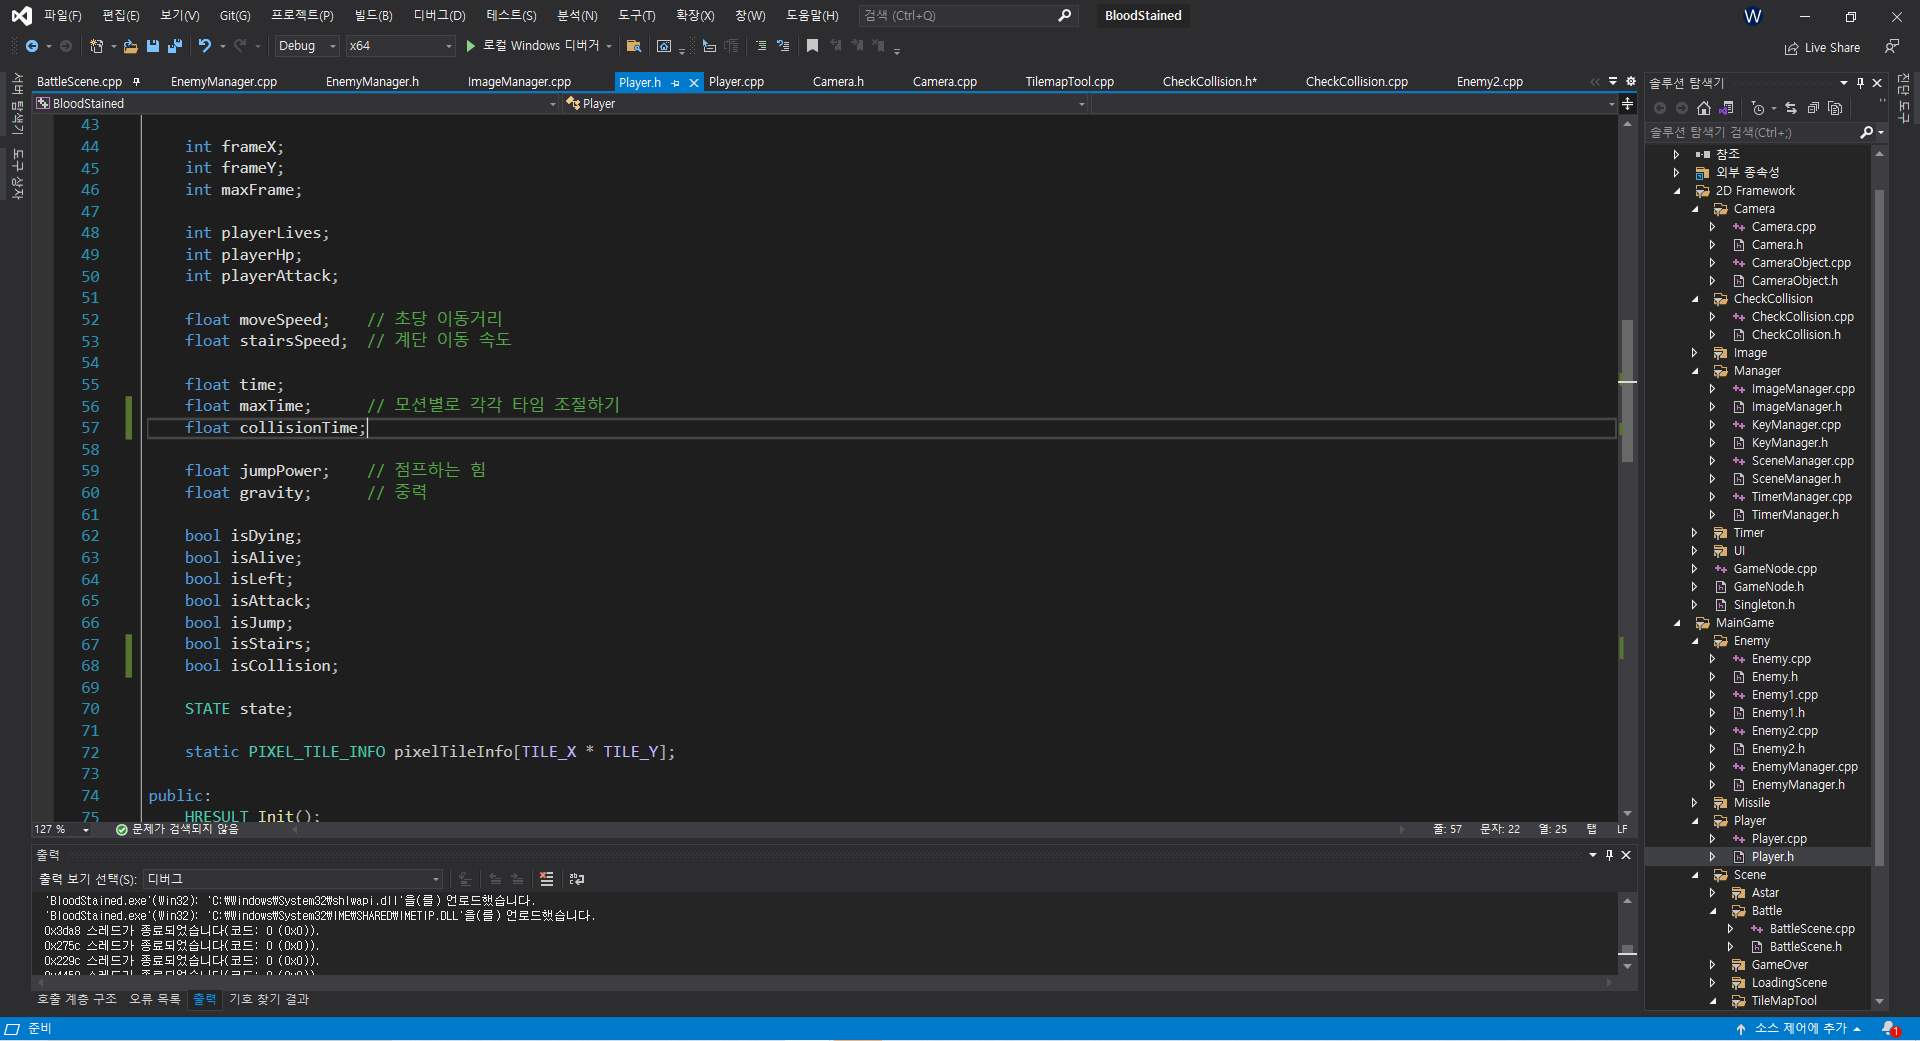 파일(F) 편집(E) 보기(V) Git(G) 프로젝트(P) 빌드(B) 디버그(D) 테스트(S) 분석(N) 도구(T) 확장(X) 창(W) 도움말(H) 검색 (Ctrl+Q) BloodStained W
Debug x64 로컬 Windows 디버거 Live Share
서버 탐색기
도구 상자
BattleScene.cpp EnemyManager.cpp EnemyManager.h ImageManager.cpp Player.h Player.cpp Camera.h Camera.cpp TilemapTool.cpp CheckCollision.h* CheckCollision.cpp Enemy2.cpp
BloodStained Player
43
44 int frameX;
45 int frameY;
46 int maxFrame;
47
48 int playerLives;
49 int playerHp;
50 int playerAttack;
51
52 float moveSpeed; // 초당 이동거리
53 float stairsSpeed; // 계단 이동 속도
54
55 float time;
56 float maxTime; // 모션별로 각각 타임 조절하기
57 float collisionTime;
58
59 float jumpPower; // 점프하는 힘
60 float gravity; // 중력
61
62 bool isDying;
63 bool isAlive;
64 bool isLeft;
65 bool isAttack;
66 bool isJump;
67 bool isStairs;
68 bool isCollision;
69
70 STATE state;
71
72 static PIXEL_TILE_INFO pixelTileInfo[TILE_X * TILE_Y];
73
74 public:
75 HRESULT Init();
127 % 문제가 검색되지 않음 줄: 57 문자: 22 열: 25 탭 LF
출력
출력 보기 선택(S): 디버그
'BloodStained.exe'(Win32): 'C:₩Windows₩System32₩shlwapi.dll'을(를) 언로드했습니다.
'BloodStained.exe'(Win32): 'C:₩Windows₩System32₩IME₩SHARED₩IMETIP.DLL'을(를) 언로드했습니다.
0x3da8 스레드가 종료되었습니다(코드: 0 (0x0)).
0x275c 스레드가 종료되었습니다(코드: 0 (0x0)).
0x229c 스레드가 종료되었습니다(코드: 0 (0x0)).
호출 계층 구조 오류 목록 출력 기호 찾기 결과
솔루션 탐색기
솔루션 탐색기 검색(Ctrl+;)
참조
외부 종속성
2D Framework
Camera
Camera.cpp
Camera.h
CameraObject.cpp
CameraObject.h
CheckCollision
CheckCollision.cpp
CheckCollision.h
Image
Manager
ImageManager.cpp
ImageManager.h
KeyManager.cpp
KeyManager.h
SceneManager.cpp
SceneManager.h
TimerManager.cpp
TimerManager.h
Timer
UI
GameNode.cpp
GameNode.h
Singleton.h
MainGame
Enemy
Enemy.cpp
Enemy.h
Enemy1.cpp
Enemy1.h
Enemy2.cpp
Enemy2.h
EnemyManager.cpp
EnemyManager.h
Missile
Player
Player.cpp
Player.h
Scene
Astar
Battle
BattleScene.cpp
BattleScene.h
GameOver
LoadingScene
TileMapTool
진단 도구
준비 소스 제어에 추가 1